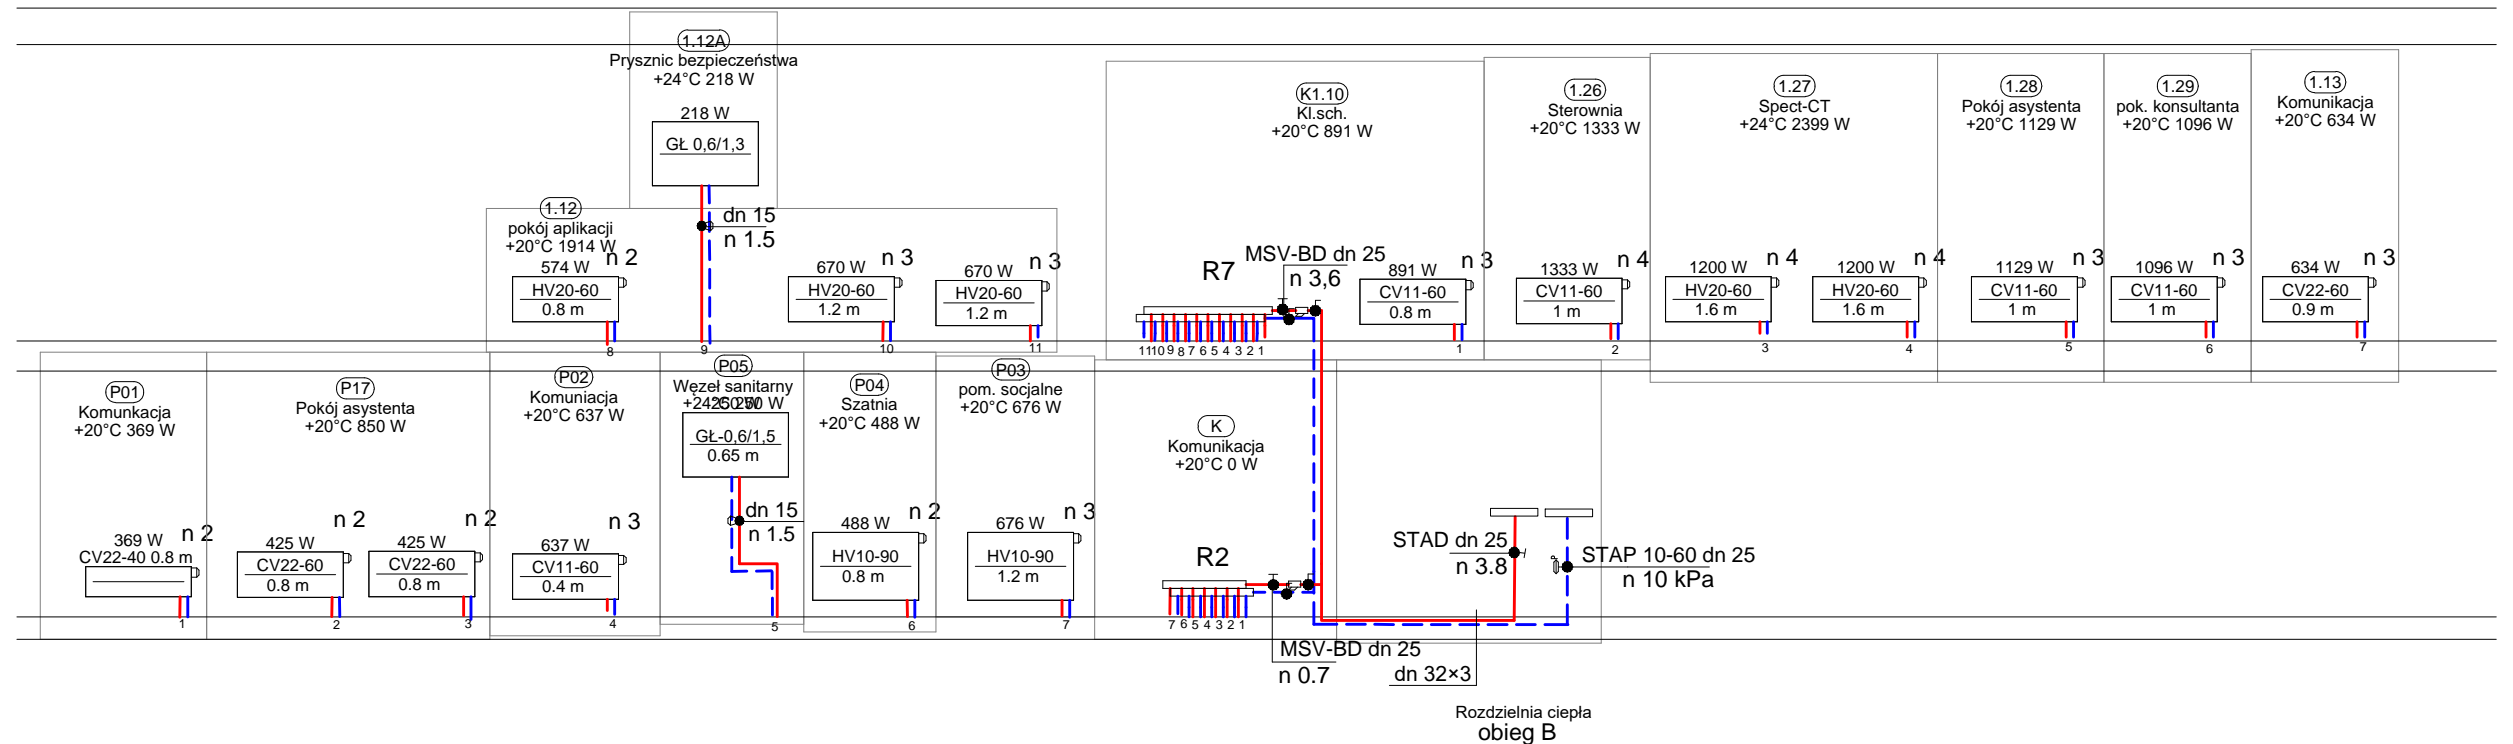 1.12A
Prysznic bezpieczeństwa
+24°C 218 W
218 W
GŁ 0,6/1,3
dn 15
n 1.5
1.12
pokój aplikacji
+20°C 1914 W
n 2
574 W
HV20-60
0.8 m
8
9
670 W
n 3
HV20-60
1.2 m
10
670 W
n 3
HV20-60
1.2 m
11
K1.10
Kl.sch.
+20°C 891 W
R7
MSV-BD dn 25
n 3,6
11 10 9 8 7 6 5 4 3 2 1
891 W
n 3
CV11-60
0.8 m
1
1.26
Sterownia
+20°C 1333 W
1333 W
n 4
CV11-60
1 m
2
1.27
Spect-CT
+24°C 2399 W
1200 W
n 4
HV20-60
1.6 m
3
1200 W
n 4
HV20-60
1.6 m
4
1.28
Pokój asystenta
+20°C 1129 W
1129 W
n 3
CV11-60
1 m
5
1.29
pok. konsultanta
+20°C 1096 W
1096 W
n 3
CV11-60
1 m
6
1.13
Komunikacja
+20°C 634 W
634 W
n 3
CV22-60
0.9 m
7
P01
Komunkacja
+20°C 369 W
n 2
369 W
CV22-40 0.8 m
1
P17
Pokój asystenta
+20°C 850 W
n 2
425 W
CV22-60
0.8 m
2
n 2
425 W
CV22-60
0.8 m
3
P02
Komuniacja
+20°C 637 W
n 3
637 W
CV11-60
0.4 m
4
P05
Węzeł sanitarny
+24°C 250 W
250 W
GŁ-0,6/1,5
0.65 m
dn 15
n 1.5
5
P04
Szatnia
+20°C 488 W
n 2
488 W
HV10-90
0.8 m
6
P03
pom. socjalne
+20°C 676 W
n 3
676 W
HV10-90
1.2 m
7
K
Komunikacja
+20°C 0 W
R2
7 6 5 4 3 2 1
MSV-BD dn 25
n 0.7
STAD dn 25
n 3.8
STAP 10-60 dn 25
n 10 kPa
dn 32×3
Rozdzielnia ciepła
obieg B